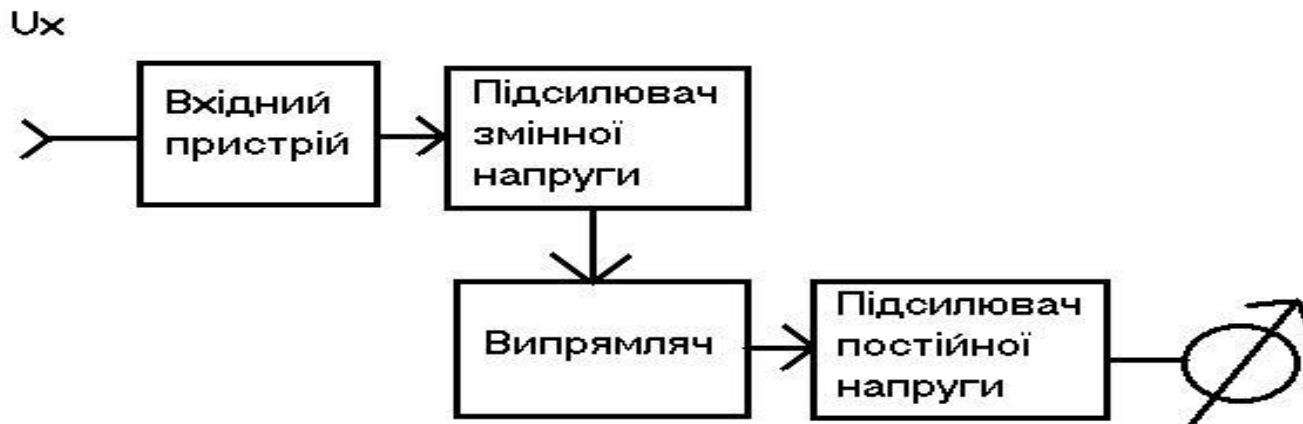 Ux
Вхідний
пристрій
Підсилювач
змінної
напруги
Випрямляч
Підсилювач
постійної
напруги